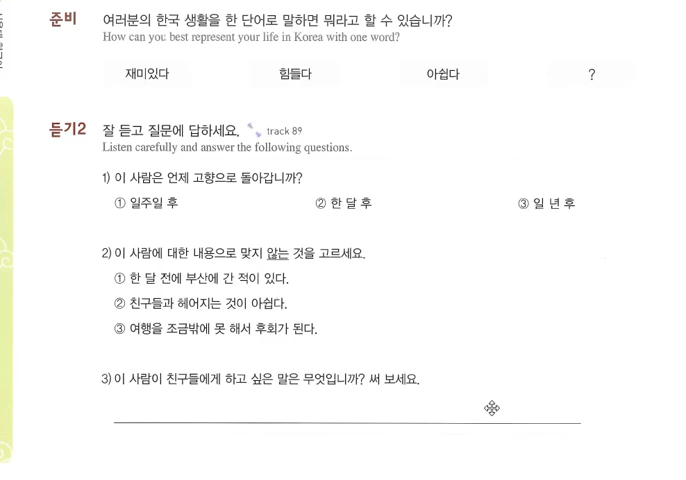 준비 여러분의 한국 생활을 한 단어로 말하면 뭐라고 할 수 있습니까?
How can you best represent your life in Korea with one word?
재미있다 힘들다 아쉽다 ?
듣기2 잘 듣고 질문에 답하세요. track 89
Listen carefully and answer the following questions.
1) 이 사람은 언제 고향으로 돌아갑니까?
① 일주일 후 ② 한 달 후 ③ 일 년 후
2) 이 사람에 대한 내용으로 맞지 않는 것을 고르세요.
① 한 달 전에 부산에 간 적이 있다.
② 친구들과 헤어지는 것이 아쉽다.
③ 여행을 조금밖에 못 해서 후회가 된다.
3) 이 사람이 친구들에게 하고 싶은 말은 무엇입니까? 써 보세요.